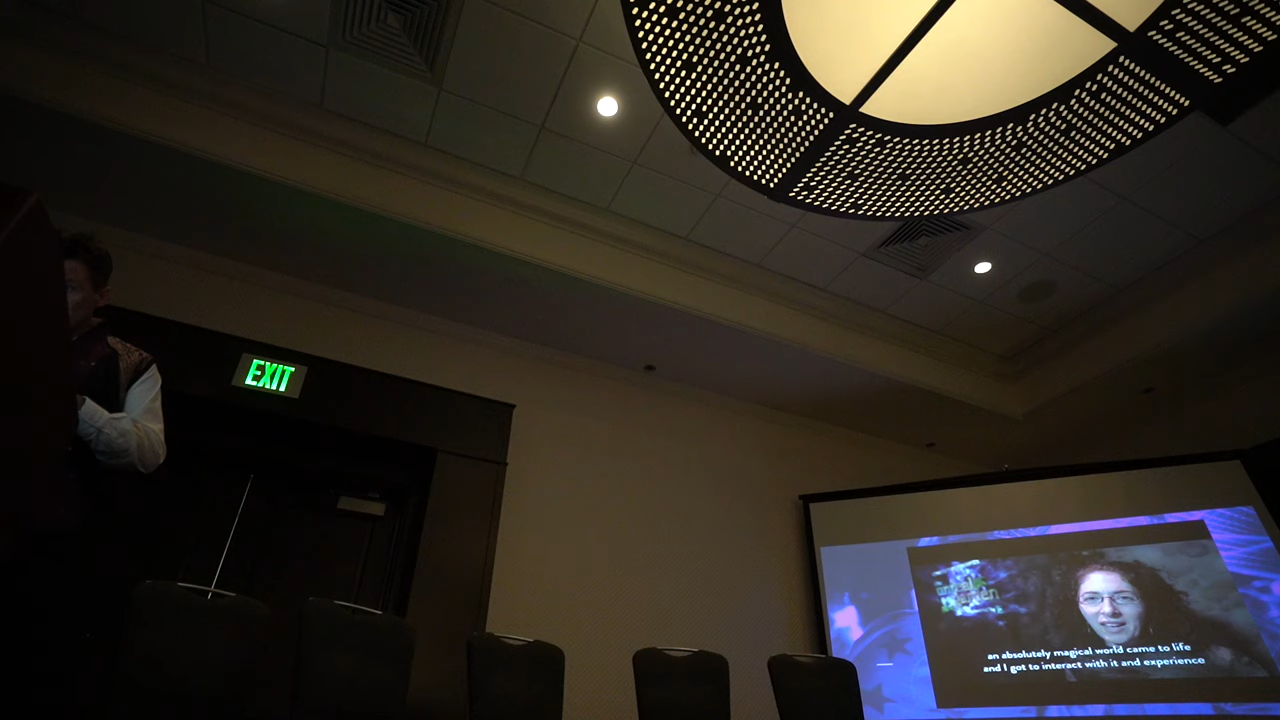 EXIT
an absolutely magical world came to life
and I got to interact with it and experience